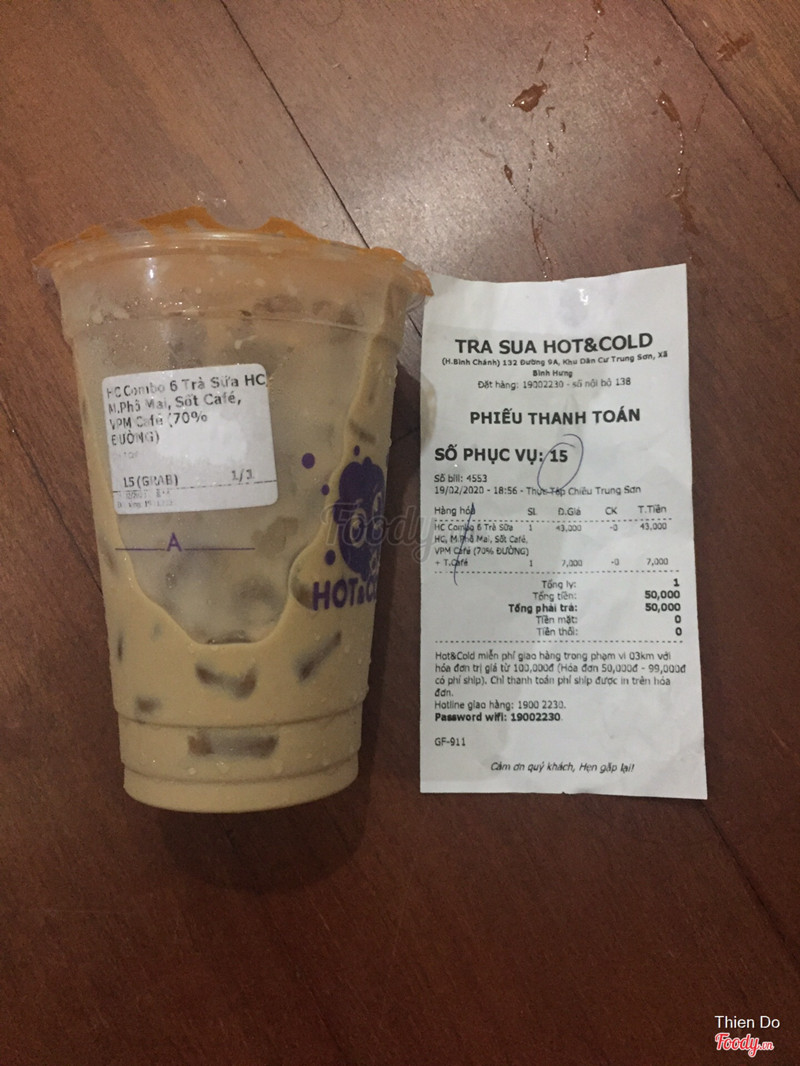 HC Combo 6 Trà Sữa HC,
M.Phô Mai, Sốt Café,
VPM Café (70%
ĐUỜNG)
15 (GRAB) 1/1
A
HOT&C
TRA SUA HOT&COLD
(H.Bình Chánh) 132 Đường 9A, Khu Dân Cư Trung Sơn, Xã
Bình Hưng
Đặt hàng: 19002230 - số nội bộ 138
PHIẾU THANH TOÁN
SỐ PHỤC VỤ: 15
Số bill: 4553
19/02/2020 - 18:56 - Thực Tập Chiều Trung Sơn
Hàng hóa SL Đ.Giá CK T.Tiền
HC Combo 6 Trà Sữa 1 43,000 -0 43,000
HC, M.Phô Mai, Sốt Café,
VPM Café (70% ĐUỜNG)
+ T.Café 1 7,000 -0 7,000
Tổng ly: 1
Tổng tiền: 50,000
Tổng phải trả: 50,000
Tiền mặt: 0
Tiền thối: 0
Hot&Cold miễn phí giao hàng trong phạm vi 03km với
hóa đơn trị giá từ 100,000đ (Hóa đơn 50,000 - 99,000đ
có phí ship). Chỉ thanh toán phí ship được in trên hóa
đơn.
Hotline giao hàng: 1900 2230.
Password wifi: 19002230
GF-911
Cảm ơn quý khách, Hẹn gặp lại!
Foody.vn
Thien Do
Foody.vn